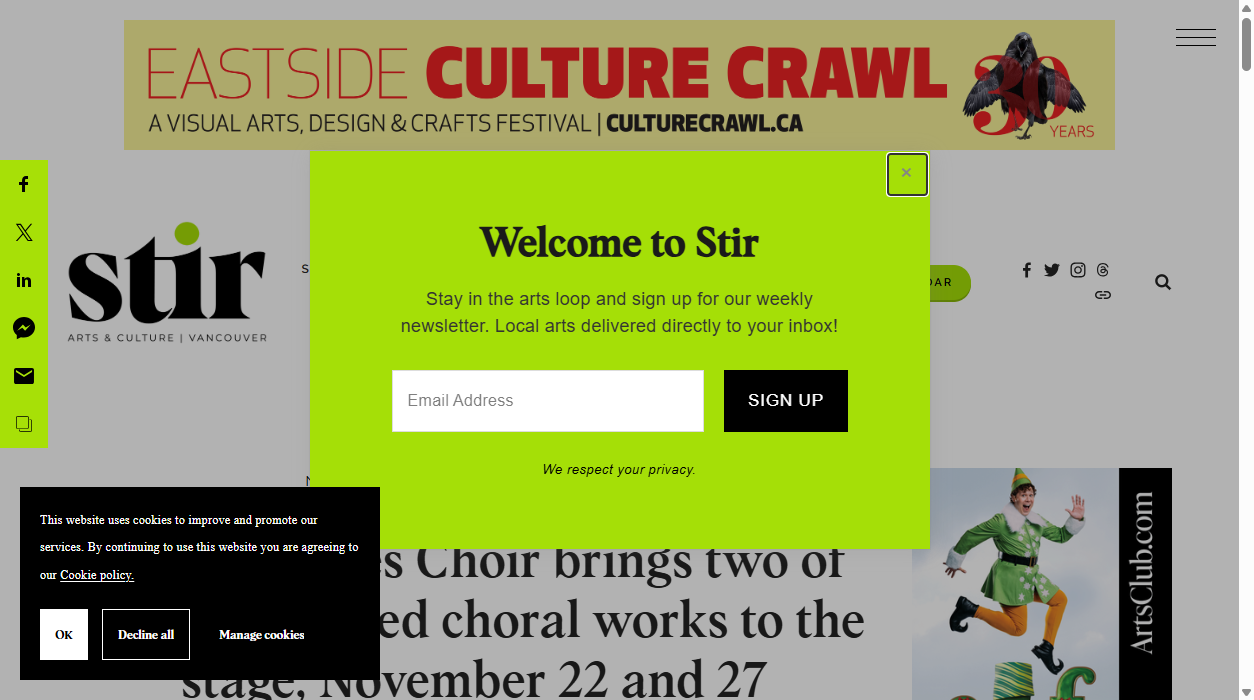 EASTSIDE CULTURE CRAWL
A VISUAL ARTS, DESIGN & CRAFTS FESTIVAL | CULTURECRAWL.CA
30
YEARS
×
Welcome to Stir
Stay in the arts loop and sign up for our weekly
newsletter. Local arts delivered directly to your inbox!
Email Address
SIGN UP
We respect your privacy.
stir
ARTS & CULTURE | VANCOUVER
Choir brings two of
choral works to the
stage, November 22 and 27
ArtsClub.com
This website uses cookies to improve and promote our
services. By continuing to use this website you are agreeing to
our Cookie policy.
OK
Decline all
Manage cookies